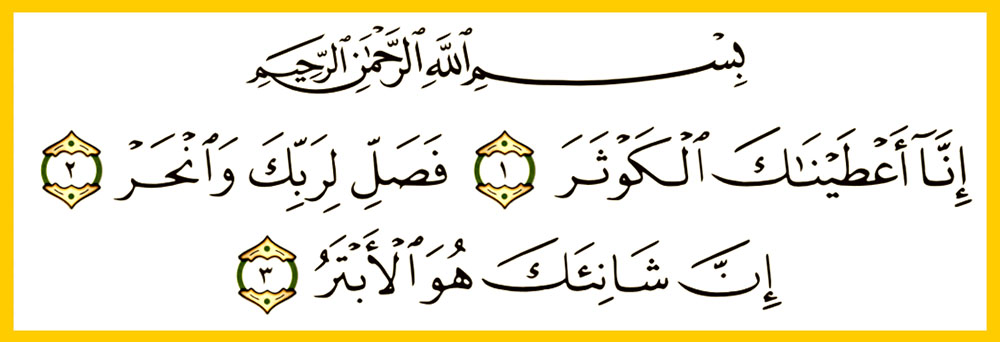 بِسْمِ ٱللَّهِ ٱلرَّحْمَٰنِ ٱلرَّحِيمِ
إِنَّآ أَعْطَيْنَٰكَ ٱلْكَوْثَرَ ١ فَصَلِّ لِرَبِّكَ وَٱنْحَرْ ٢
إِنَّ شَانِئَكَ هُوَ ٱلْأَبْتَرُ ٣